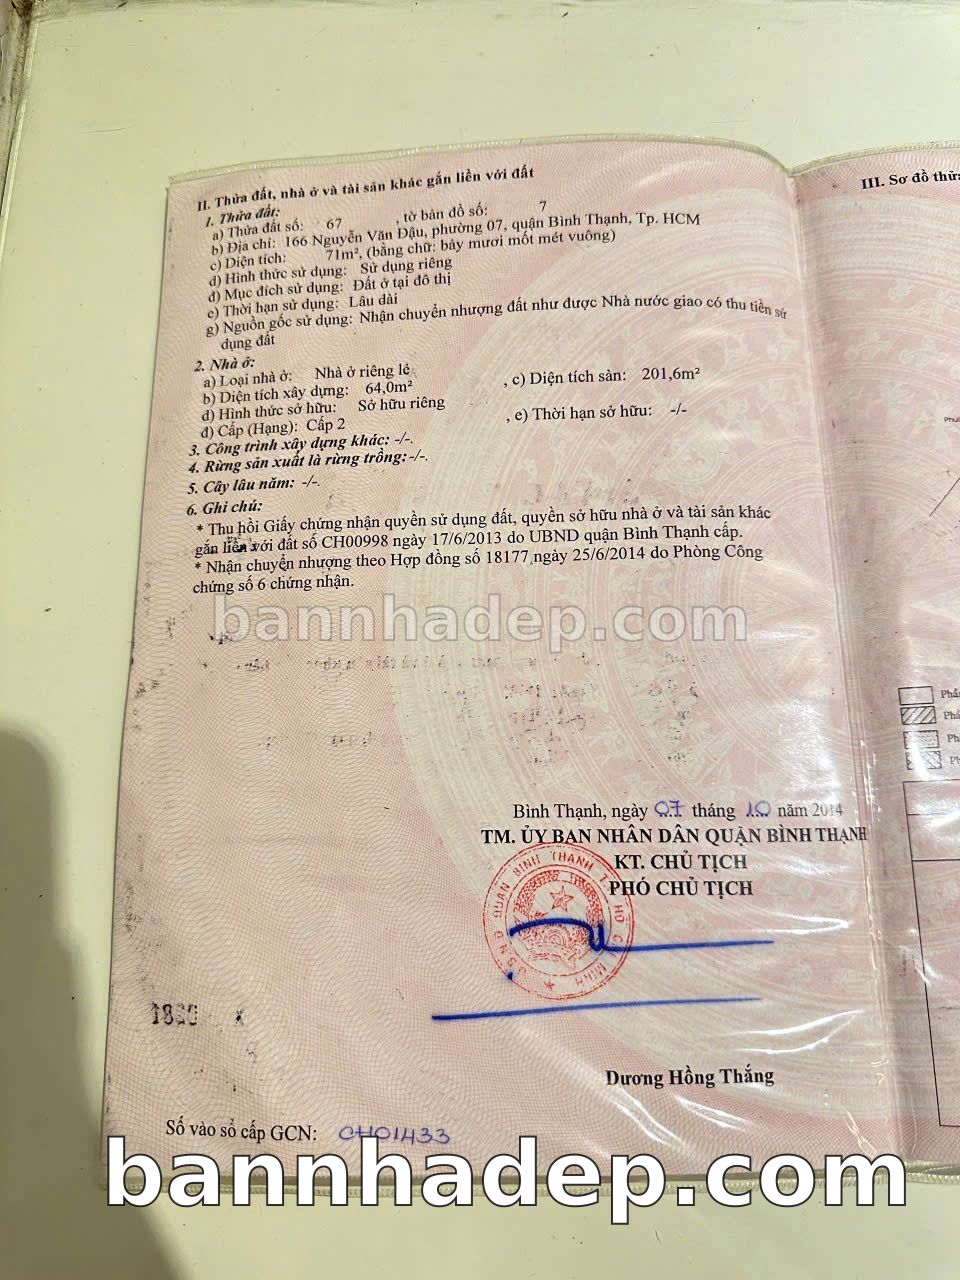 II. Thửa đất, nhà ở và tài sản khác gắn liền với đất
III. Sơ đồ thửa
1. Thửa đất:
a) Thửa đất số: 67 , tờ bản đồ số: 7
b) Địa chỉ: 166 Nguyễn Văn Đậu, phường 07, quận Bình Thạnh, Tp. HCM
c) Diện tích: 71m², (bằng chữ: bảy mươi mốt mét vuông)
d) Hình thức sử dụng: Sử dụng riêng
đ) Mục đích sử dụng: Đất ở tại đô thị
e) Thời hạn sử dụng: Lâu dài
g) Nguồn gốc sử dụng: Nhận chuyển nhượng đất như được Nhà nước giao có thu tiền sử
dụng đất
2. Nhà ở:
a) Loại nhà ở: Nhà ở riêng lẻ
b) Diện tích xây dựng: 64,0m² , c) Diện tích sàn: 201,6m²
d) Hình thức sở hữu: Sở hữu riêng
đ) Cấp (Hạng): Cấp 2 , e) Thời hạn sở hữu: -/-
3. Công trình xây dựng khác: -/-.
4. Rừng sản xuất là rừng trồng:-/-.
5. Cây lâu năm: -/-.
6. Ghi chú:
* Thu hồi Giấy chứng nhận quyền sử dụng đất, quyền sở hữu nhà ở và tài sản khác
gắn liền với đất số CH00998 ngày 17/6/2013 do UBND quận Bình Thạnh cấp.
* Nhận chuyển nhượng theo Hợp đồng số 18177 ngày 25/6/2014 do Phòng Công
chứng số 6 chứng nhận.
bannhadep.com
Bình Thạnh, ngày 07 tháng 10 năm 2014
TM. ỦY BAN NHÂN DÂN QUẬN BÌNH THẠNH
KT. CHỦ TỊCH
PHÓ CHỦ TỊCH
U.B.N.D QUẬN BÌNH THẠNH T.P HỒ CHÍ MINH
Dương Hồng Thắng
Số vào sổ cấp GCN: CH01433
bannhadep.com